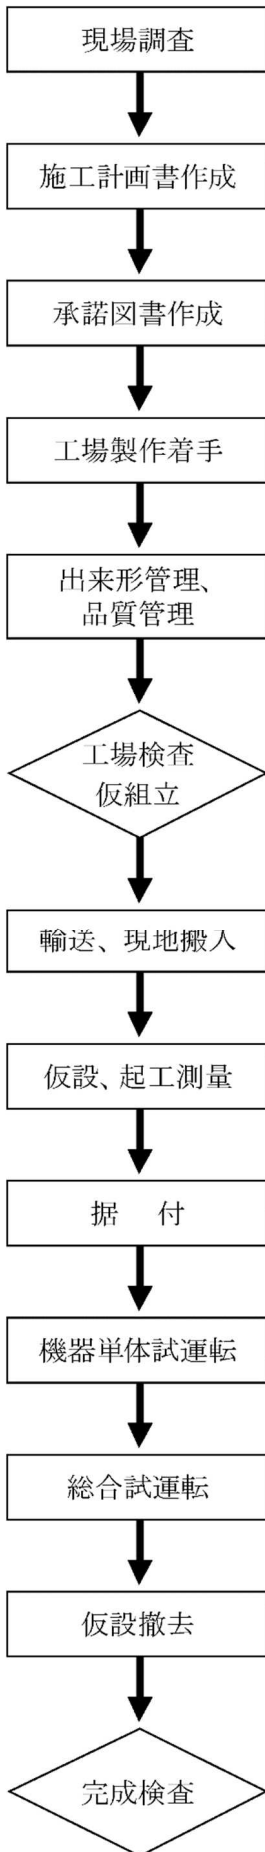 現場調査
施工計画書作成
承諾図書作成
工場製作着手
出来形管理、
品質管理
工場検査
仮組立
輸送、現地搬入
仮設、起工測量
据　付
機器単体試運転
総合試運転
仮設撤去
完成検査